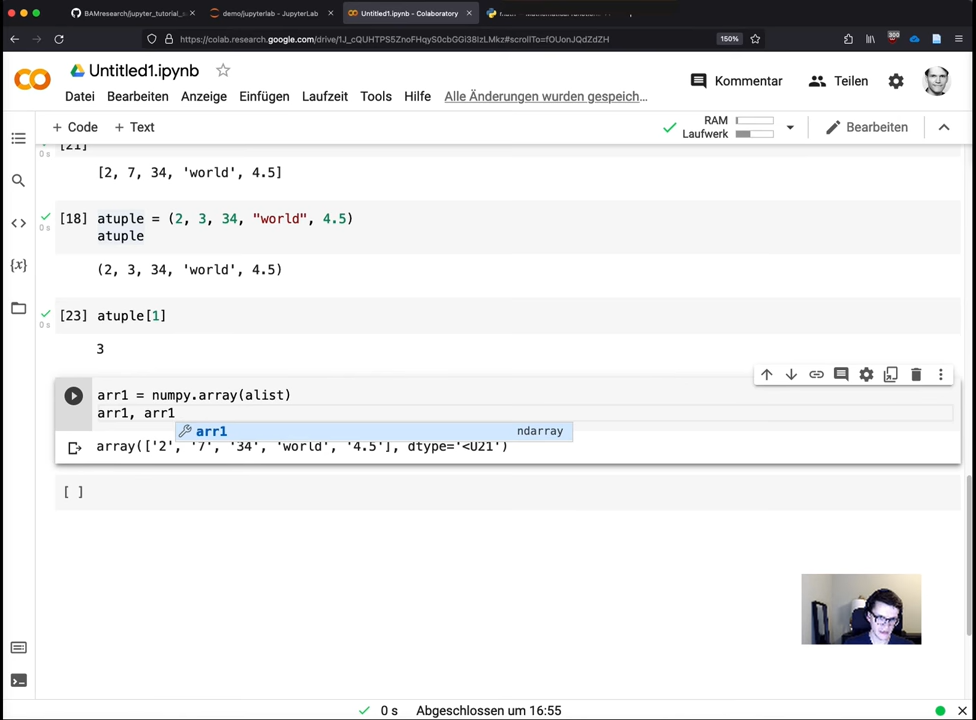 BAMresearch/jupyter_tutorial_s
demo/jupyterlab - JupyterLab
Untitled1.ipynb - Colaboratory
https://colab.research.google.com/drive/1J_cQUHTPS5ZnoFHqyS0cbGGi38IzLMkz#scrollTo=fOUonJQdZdZH
150%
300
Untitled1.ipynb
Kommentar
Teilen
Datei Bearbeiten Anzeige Einfügen Laufzeit Tools Hilfe Alle Änderungen wurden gespeich…
+ Code + Text
RAM
Laufwerk
Bearbeiten
[21]
0 s
[2, 7, 34, 'world', 4.5]
[18] atuple = (2, 3, 34, "world", 4.5)
0 s
atuple
(2, 3, 34, 'world', 4.5)
[23] atuple[1]
0 s
3
arr1 = numpy.array(alist)
arr1, arr1
arr1 ndarray
array(['2', '7', '34', 'world', '4.5'], dtype='<U21')
[ ]
0 s Abgeschlossen um 16:55